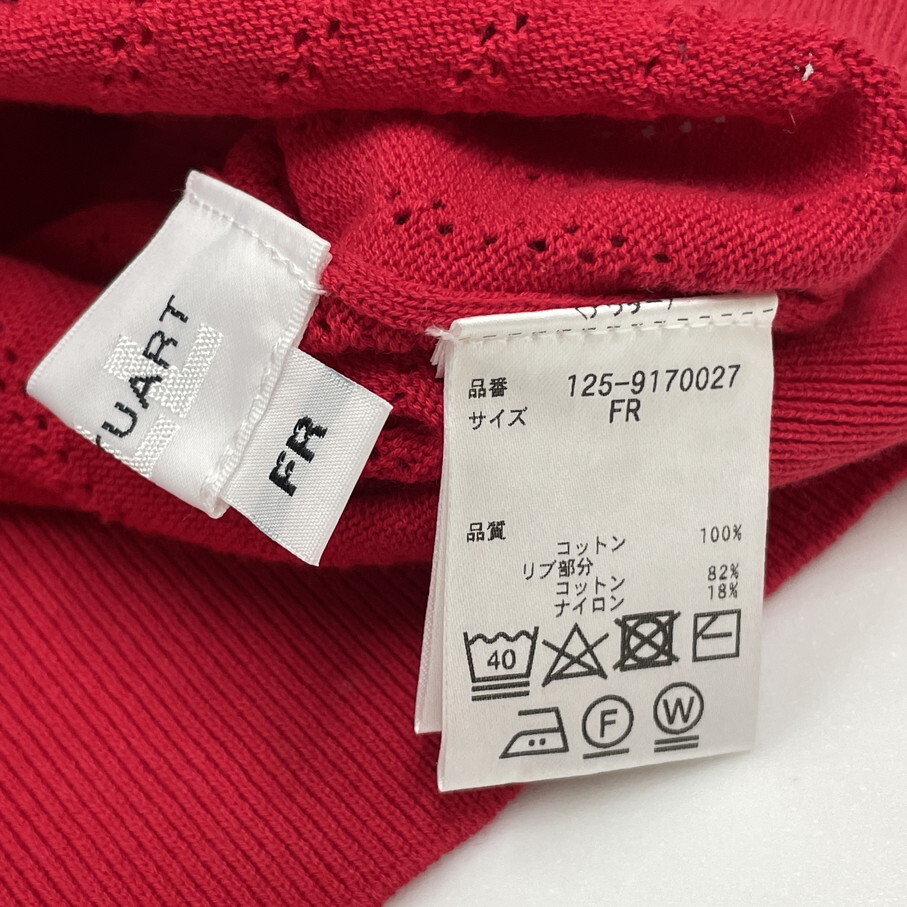 TUART
FR
品番 125-9170027
サイズ FR
品質
コットン 100%
リブ部分
コットン 82%
ナイロン 18%
40
F
W